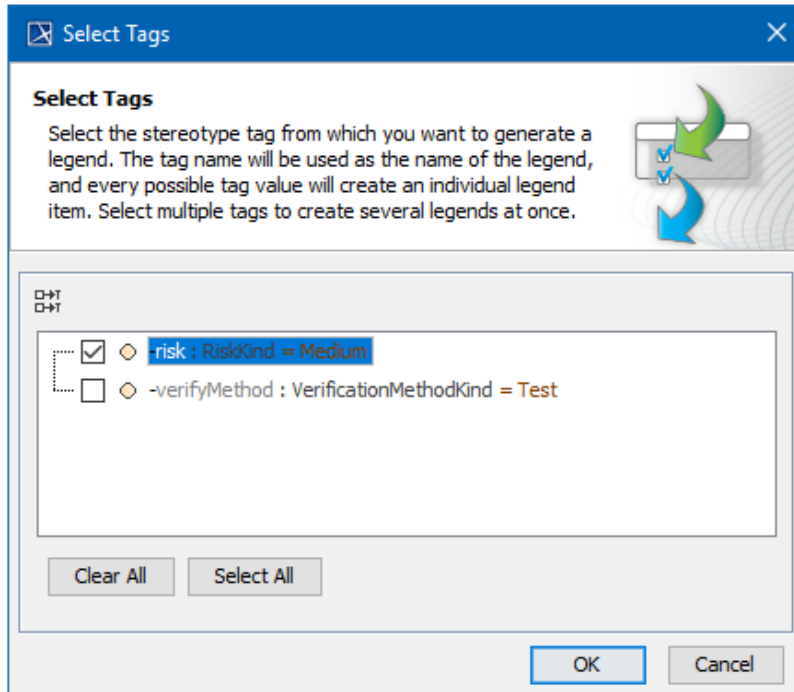 Select Tags
Select Tags
Select the stereotype tag from which you want to generate a
legend. The tag name will be used as the name of the legend,
and every possible tag value will create an individual legend
item. Select multiple tags to create several legends at once.
-risk : RiskKind = Medium
-verifyMethod : VerificationMethodKind = Test
Clear All Select All
OK Cancel